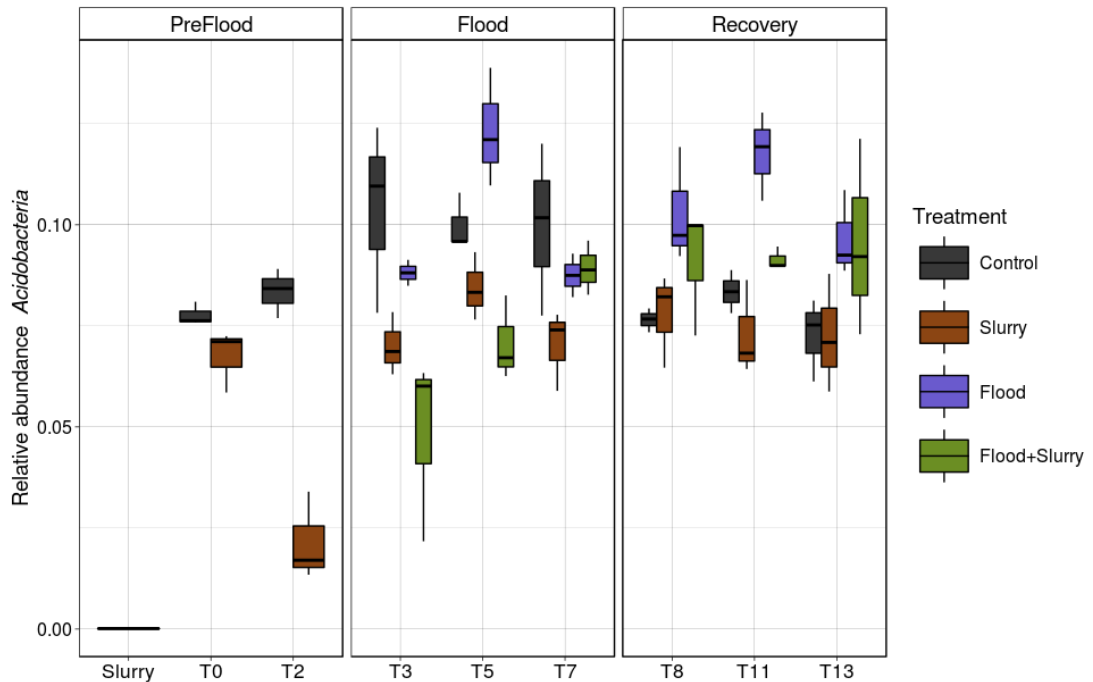 PreFlood Flood Recovery
Relative abundance Acidobacteria
0.10
0.05
0.00
Slurry T0 T2 T3 T5 T7 T8 T11 T13
Treatment
Control
Slurry
Flood
Flood+Slurry